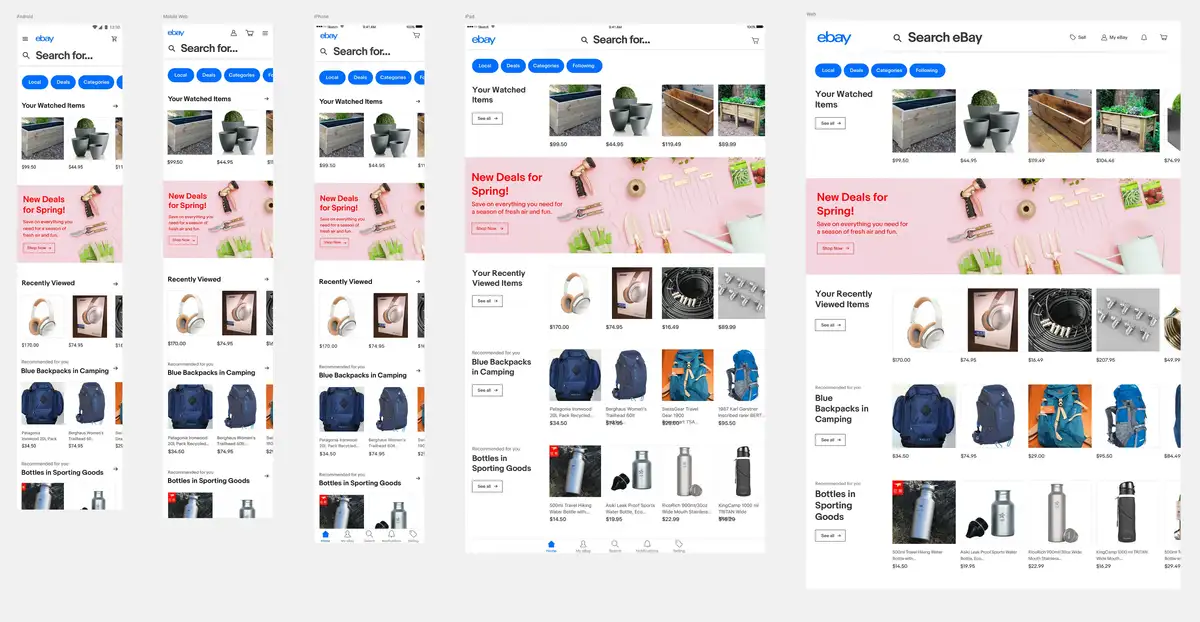 Android
ebay
Search for...
Local
Deals
Categories
Your Watched Items
$99.50
$44.95
New Deals
for Spring!
Save on everything you
need for a season
of fresh air and fun.
Shop Now
Recently Viewed
$170.00
$74.95
Recommended for you
Blue Backpacks in Camping
Patagonia
Ironwood 20L Pack
$34.50
Berghaus Women's
Trailhead 60l...
$74.95
Recommended for you
Bottles in Sporting Goods
Mobile Web
ebay
Search for...
Local
Deals
Categories
Your Watched Items
$99.50
$44.95
New Deals
for Spring!
Save on everything you
need for a season
of fresh air and fun.
Shop Now
Recently Viewed
$170.00
$74.95
Recommended for you
Blue Backpacks in Camping
Patagonia Ironwood
20L Pack Recycled...
$34.50
Berghaus Women's
Trailhead 60l...
$74.95
Recommended for you
Bottles in Sporting Goods
iPhone
9:41 AM
ebay
Search for...
Local
Deals
Categories
Your Watched Items
$99.50
$44.95
New Deals
for Spring!
Save on everything you
need for a season
of fresh air and fun.
Shop Now
Recently Viewed
$170.00
$74.95
Recommended for you
Blue Backpacks in Camping
Patagonia Ironwood
20L Pack Recycled...
$34.50
Berghaus Women's
Trailhead 60l...
$74.95
Recommended for you
Bottles in Sporting Goods
Home
My eBay
Search
Notifications
Selling
iPad
9:41 AM
ebay
Search for...
Local
Deals
Categories
Following
Your Watched
Items
See all
$99.50
$44.95
$119.49
$89.99
New Deals for
Spring!
Save on everything you need for
a season of fresh air and fun.
Shop Now
Your Recently
Viewed Items
See all
$170.00
$74.95
$16.49
$89.99
Recommended for you
Blue Backpacks
in Camping
See all
Patagonia Ironwood
20L Pack Recycled...
$34.50
Berghaus Women's
Trailhead 60l...
$74.95
SwissGear Travel
Gear 1900
$29.00
1987 Karl Gerstner
$95.50
Recommended for you
Bottles in
Sporting Goods
See all
500ml Travel Hiking
Water Bottle with...
$14.50
Aiski Leak Proof Sports
Water Bottle, Eco...
$19.95
RicoRich 900ml/30oz
Wide Mouth Stainless...
$22.99
KingCamp 1000 ml
TRITAN Wide
$16.29
Home
My eBay
Search
Notifications
Selling
Web
ebay
Search eBay
Sell
My eBay
Local
Deals
Categories
Following
Your Watched
Items
See all
$99.50
$44.95
$119.49
$104.46
$74.99
New Deals for
Spring!
Save on everything you need for
a season of fresh air and fun.
Shop Now
Your Recently
Viewed Items
See all
$170.00
$74.95
$16.49
$207.95
$49.99
Recommended for you
Blue
Backpacks in
Camping
See all
$34.50
$74.95
$29.00
$95.50
$84.49
Recommended for you
Bottles in
Sporting
Goods
See all
500ml Travel Hiking Water
Bottle with...
$14.50
Aiski Leak Proof Sports Water
Bottle, Eco...
$19.95
RicoRich 900ml/30oz Wide
Mouth Stainless...
$22.99
KingCamp 1000 ml TRITAN
Wide Mouth...
$16.29
$29.49